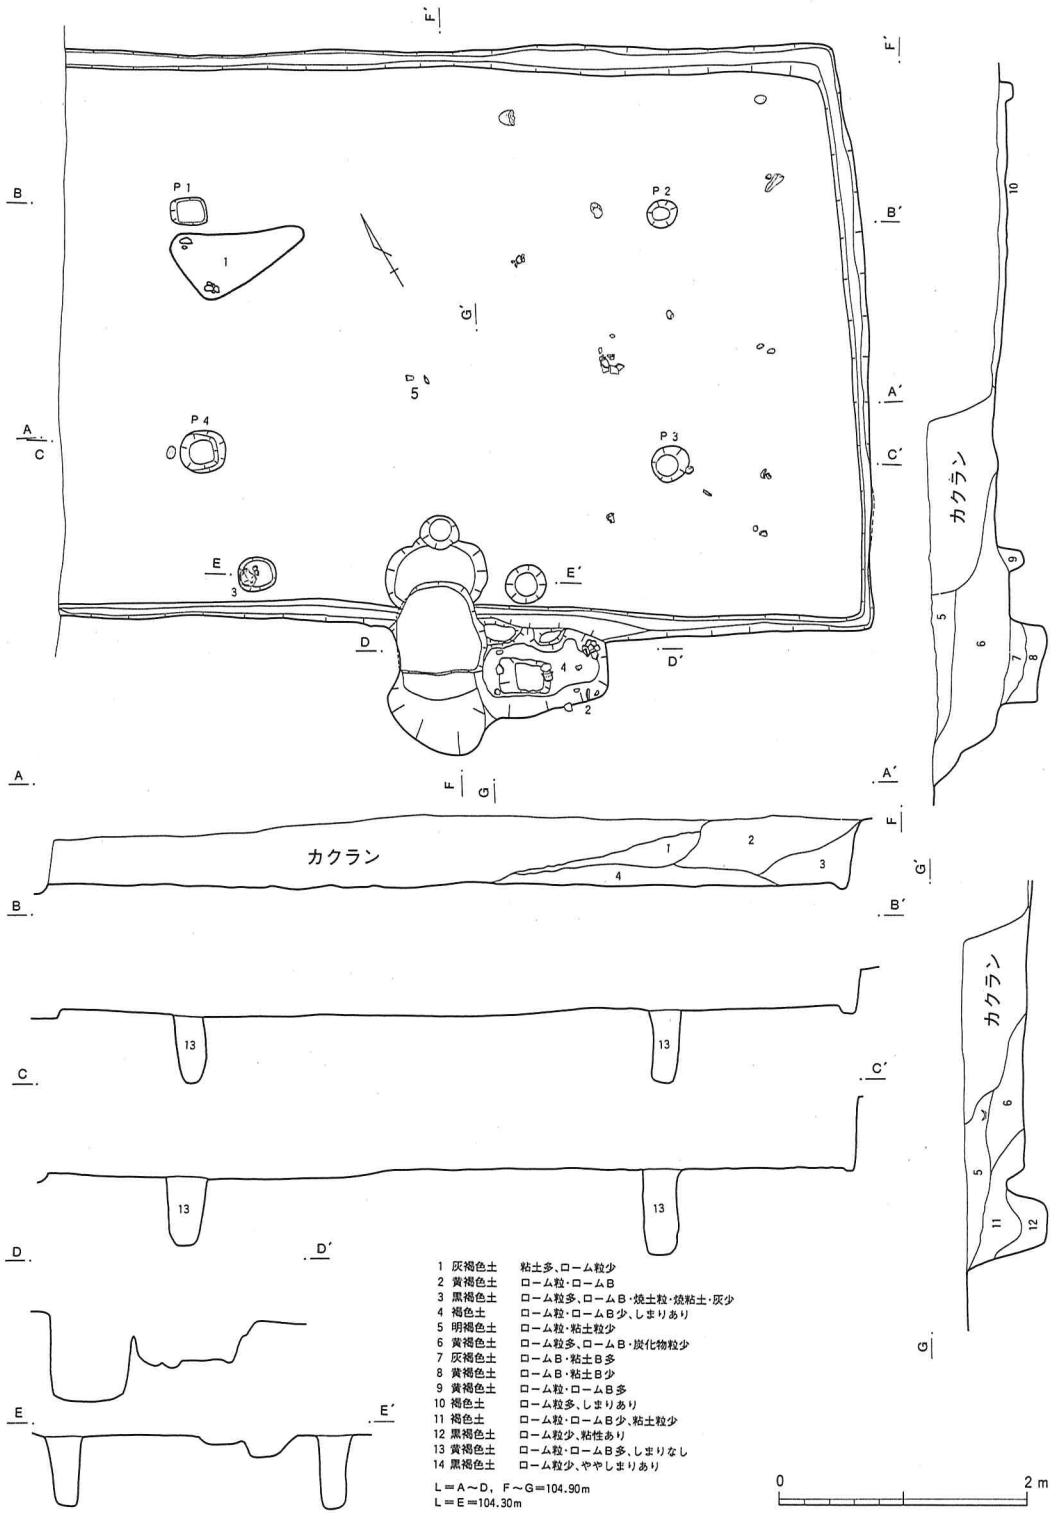 F′
F′
B
P 1
P 2
B′
1
G′
10
5
A
C
P 4
P 3
A′
C′
カクラン
E
3
E′
9
D
4
D′
2
5
6
7
8
A
F
G
A′
F
カクラン
1
2
3
4
G′
B
B′
13
13
カクラン
C
C′
6
13
13
5
11
12
D
D′
G
E
E′
1 灰褐色土 粘土多、ローム粒少
2 黄褐色土 ローム粒・ロームB
3 黒褐色土 ローム粒多、ロームB・焼土粒・焼粘土・灰少
4 褐色土 ローム粒・ロームB少、しまりあり
5 明褐色土 ローム粒・粘土粒少
6 黄褐色土 ローム粒多、ロームB・炭化物粒少
7 灰褐色土 ロームB・粘土B多
8 黄褐色土 ロームB・粘土B少
9 黄褐色土 ローム粒・ロームB多
10 褐色土 ローム粒多、しまりあり
11 褐色土 ローム粒・ロームB少、粘土粒少
12 黒褐色土 ローム粒少、粘性あり
13 黄褐色土 ローム粒・ロームB多、しまりなし
14 黒褐色土 ローム粒少、ややしまりあり
L=A～D, F～G=104.90m
L=E=104.30m
0 2 m